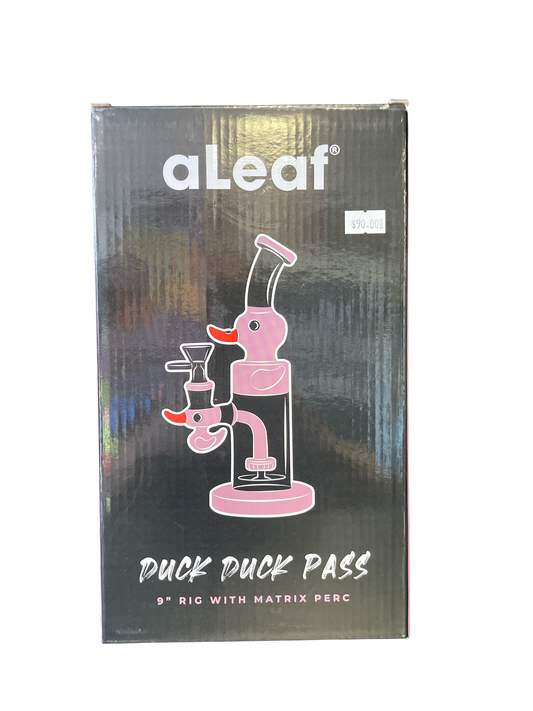 aLeaf®
$90.00
DUCK DUCK PASS
9" RIG WITH MATRIX PERC